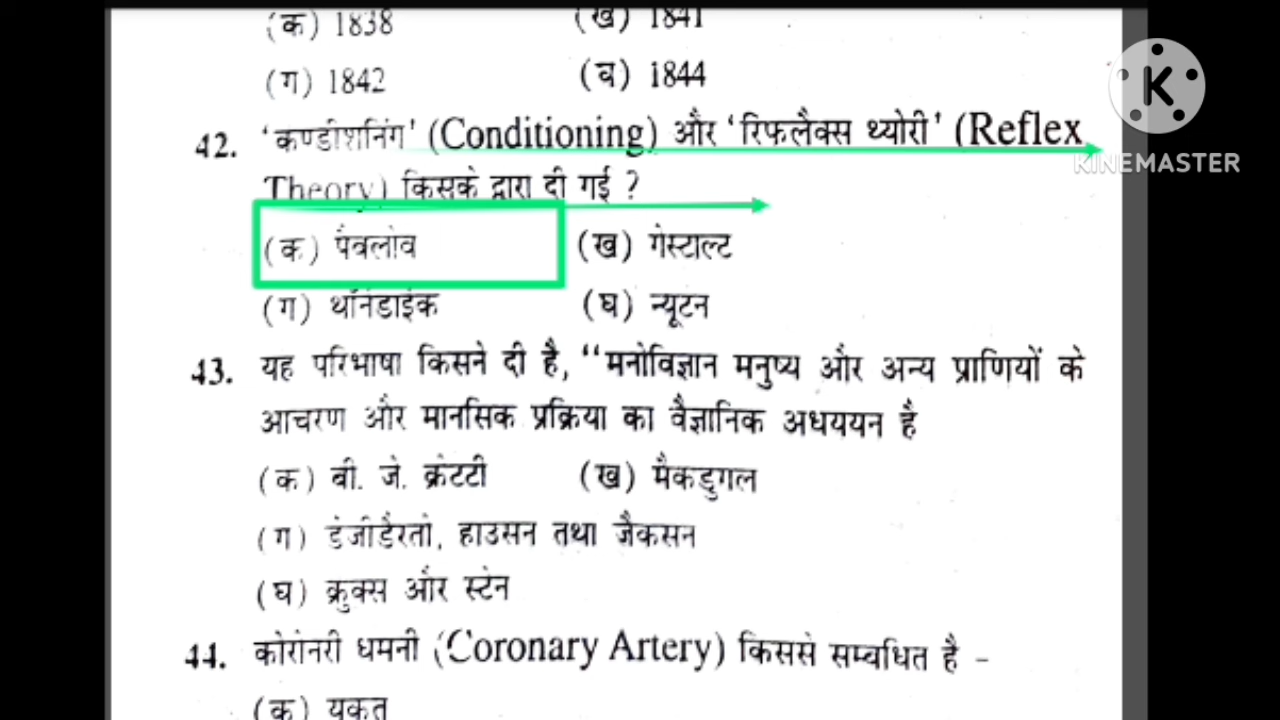 (क) 1838 (ख) 1841
(ग) 1842 (घ) 1844
K
KINEMASTER
42. 'कण्डीशनिंग' (Conditioning) और 'रिफलैक्स थ्योरी' (Reflex
Theory) किसके द्वारा दी गई ?
(क) पैवलोव (ख) गेस्टाल्ट
(ग) थॉर्नडाईक (घ) न्यूटन
43. यह परिभाषा किसने दी है, “मनोविज्ञान मनुष्य और अन्य प्राणियों के
आचरण और मानसिक प्रक्रिया का वैज्ञानिक अधययन है
(क) बी. जे. क्रेटटी (ख) मैकडुगल
(ग) हाउसन तथा जैकसन
(घ) क्रुक्स और स्टेन
44. कोरोनरी धमनी (Coronary Artery) किससे सम्बधित है –
(क) यकृत